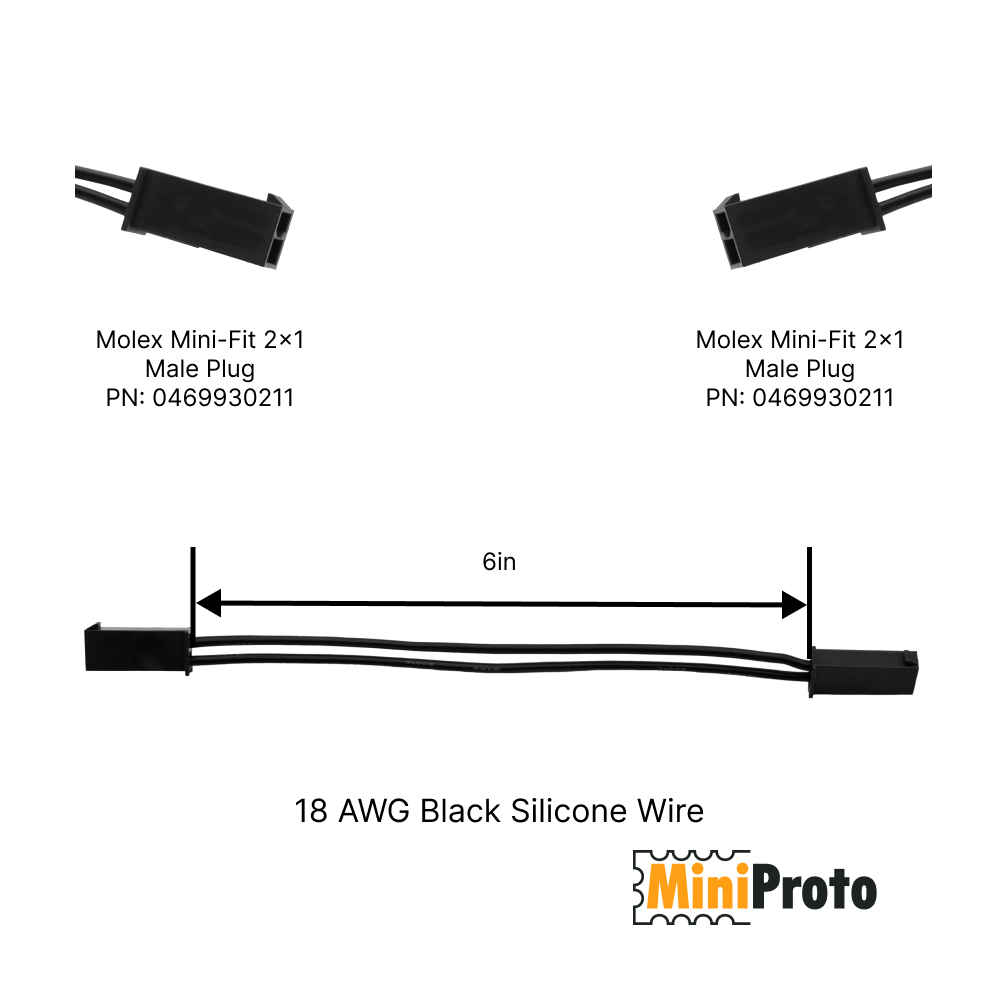 Molex Mini-Fit 2×1
Male Plug
PN: 0469930211
Molex Mini-Fit 2×1
Male Plug
PN: 0469930211
6in
18 AWG Black Silicone Wire
MiniProto